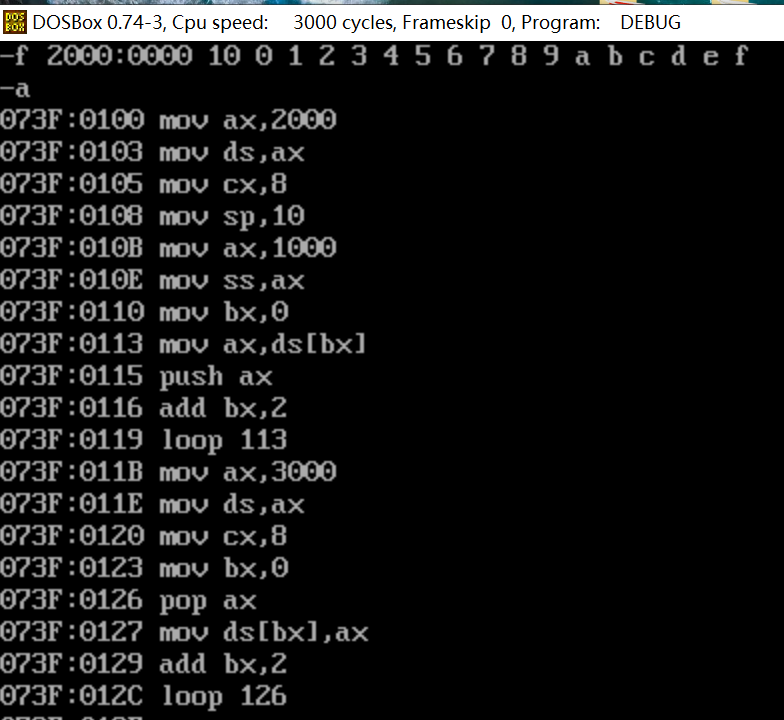 DOS BOX DOSBox 0.74-3, Cpu speed: 3000 cycles, Frameskip 0, Program: DEBUG
-f 2000:0000 10 0 1 2 3 4 5 6 7 8 9 a b c d e f
-a
073F:0100 mov ax,2000
073F:0103 mov ds,ax
073F:0105 mov cx,8
073F:0108 mov sp,10
073F:010B mov ax,1000
073F:010E mov ss,ax
073F:0110 mov bx,0
073F:0113 mov ax,ds[bx]
073F:0115 push ax
073F:0116 add bx,2
073F:0119 loop 113
073F:011B mov ax,3000
073F:011E mov ds,ax
073F:0120 mov cx,8
073F:0123 mov bx,0
073F:0126 pop ax
073F:0127 mov ds[bx],ax
073F:0129 add bx,2
073F:012C loop 126